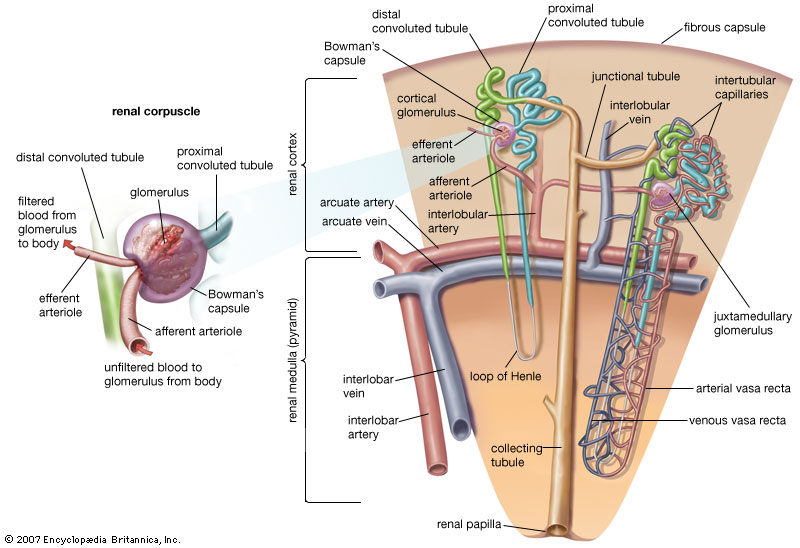 renal corpuscle
distal convoluted tubule
proximal
convoluted tubule
glomerulus
filtered
blood from
glomerulus
to body
efferent
arteriole
Bowman's
capsule
afferent arteriole
unfiltered blood to
glomerulus from body
distal
convoluted tubule
proximal
convoluted tubule
fibrous capsule
Bowman's
capsule
cortical
glomerulus
efferent
arteriole
afferent
arteriole
interlobular
artery
arcuate artery
arcuate vein
junctional tubule
interlobular
vein
intertubular
capillaries
renal cortex
renal medulla (pyramid)
juxtamedullary
glomerulus
loop of Henle
interlobar
vein
interlobar
artery
arterial vasa recta
venous vasa recta
collecting
tubule
renal papilla
© 2007 Encyclopædia Britannica, Inc.